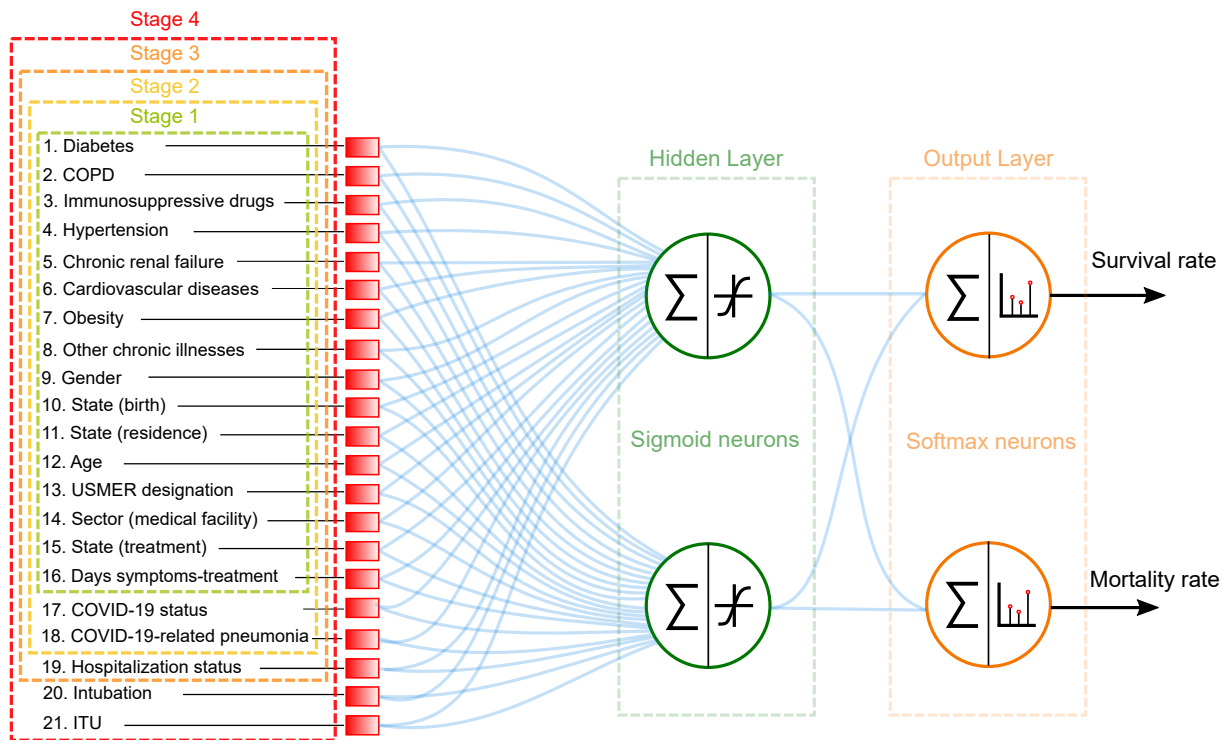 Stage 4
Stage 3
Stage 2
Stage 1
1. Diabetes
2. COPD
3. Immunosuppressive drugs
4. Hypertension
5. Chronic renal failure
6. Cardiovascular diseases
7. Obesity
8. Other chronic illnesses
9. Gender
10. State (birth)
11. State (residence)
12. Age
13. USMER designation
14. Sector (medical facility)
15. State (treatment)
16. Days symptoms-treatment
17. COVID-19 status
18. COVID-19-related pneumonia
19. Hospitalization status
20. Intubation
21. ITU
Hidden Layer
Sigmoid neurons
Output Layer
Softmax neurons
∑
∑
∑
∑
Survival rate
Mortality rate